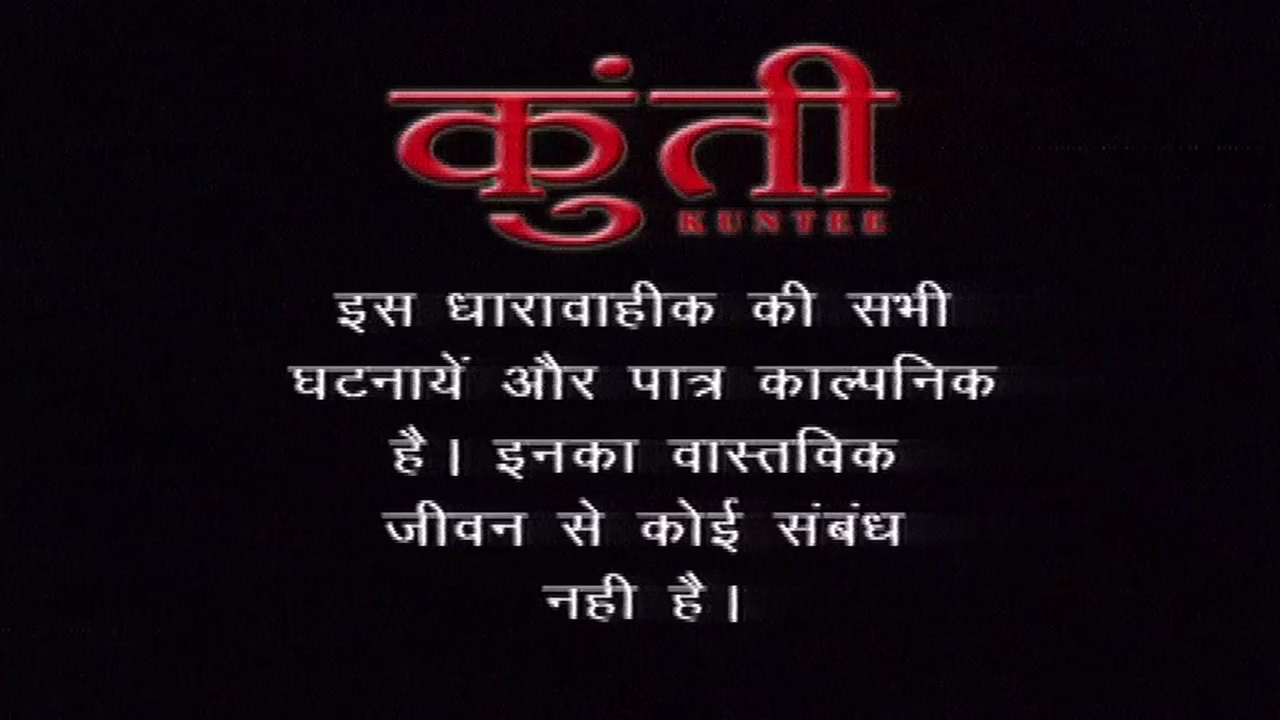 कुंती
KUNTEE
इस धारावाहीक की सभी
घटनायें और पात्र काल्पनिक
है। इनका वास्तविक
जीवन से कोई संबंध
नही है।